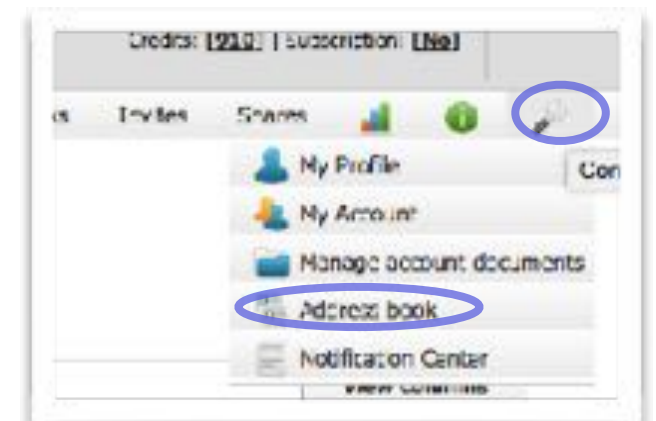 Credits: [910] | Subscription: [No]
Invites Shares
My Profile
Con
My Account
Manage account documents
Address book
Notification Center
View Columns